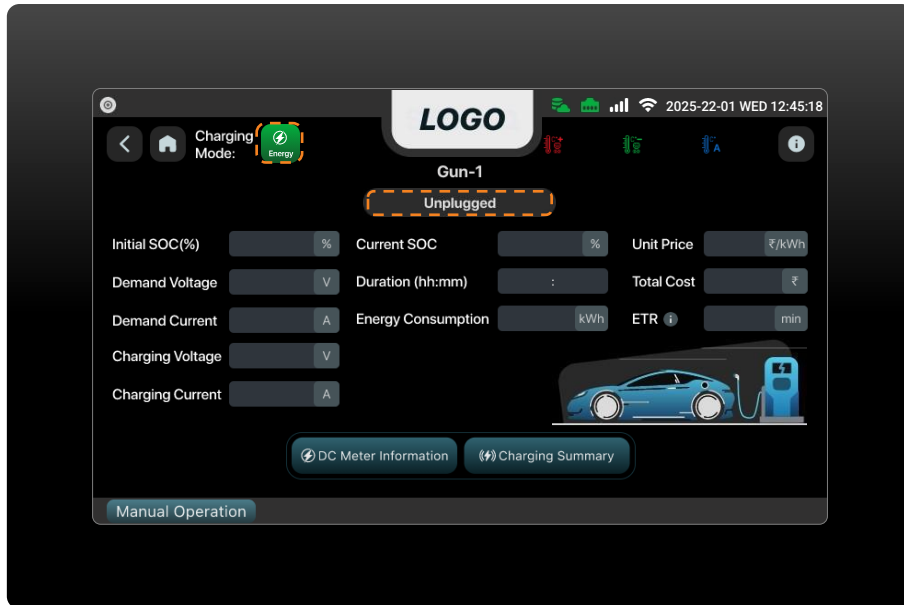 LOGO
2025-22-01 WED 12:45:18
Charging
Mode:
Energy
A
Gun-1
Unplugged
Initial SOC(%) % Current SOC % Unit Price ₹/kWh
Demand Voltage V Duration (hh:mm) : Total Cost ₹
Demand Current A Energy Consumption kWh ETR i min
Charging Voltage V
Charging Current A
DC Meter Information Charging Summary
Manual Operation